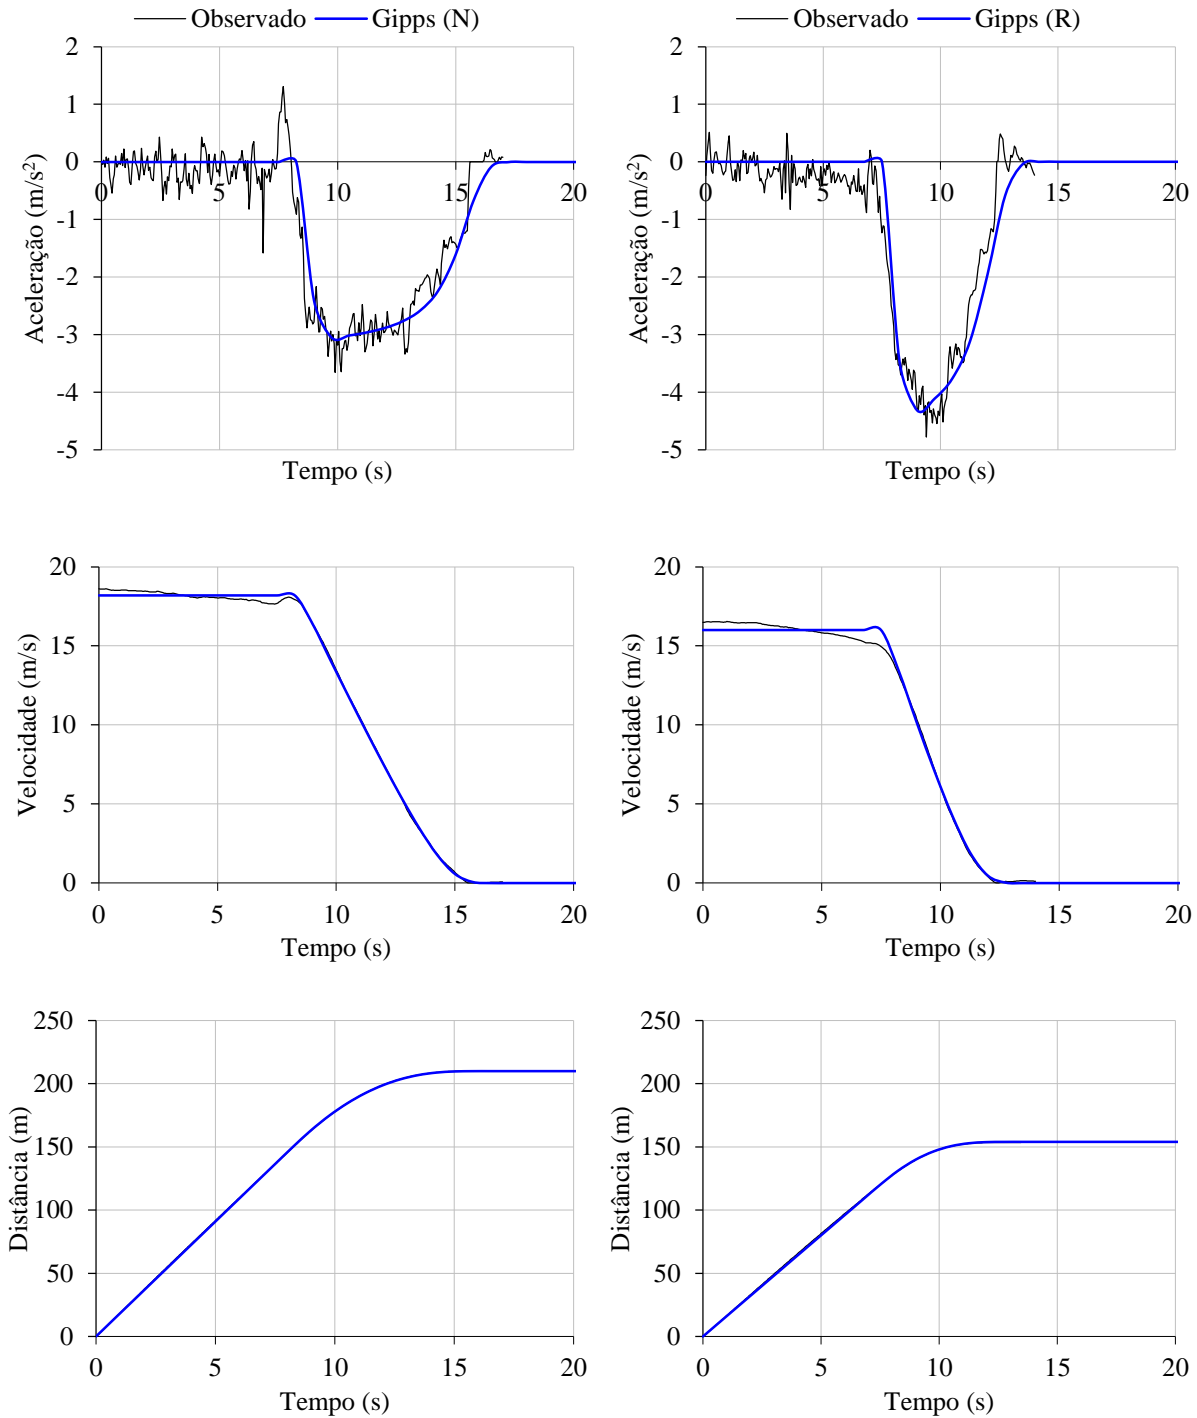 Observado Gipps (N)
2
1
0
-1
-2
-3
-4
-5
0 5 10 15 20
Aceleração (m/s²)
Tempo (s)
Observado Gipps (R)
2
1
0
-1
-2
-3
-4
-5
0 5 10 15 20
Aceleração (m/s²)
Tempo (s)
20
15
10
5
0
0 5 10 15 20
Velocidade (m/s)
Tempo (s)
20
15
10
5
0
0 5 10 15 20
Velocidade (m/s)
Tempo (s)
250
200
150
100
50
0
0 5 10 15 20
Distância (m)
Tempo (s)
250
200
150
100
50
0
0 5 10 15 20
Distância (m)
Tempo (s)